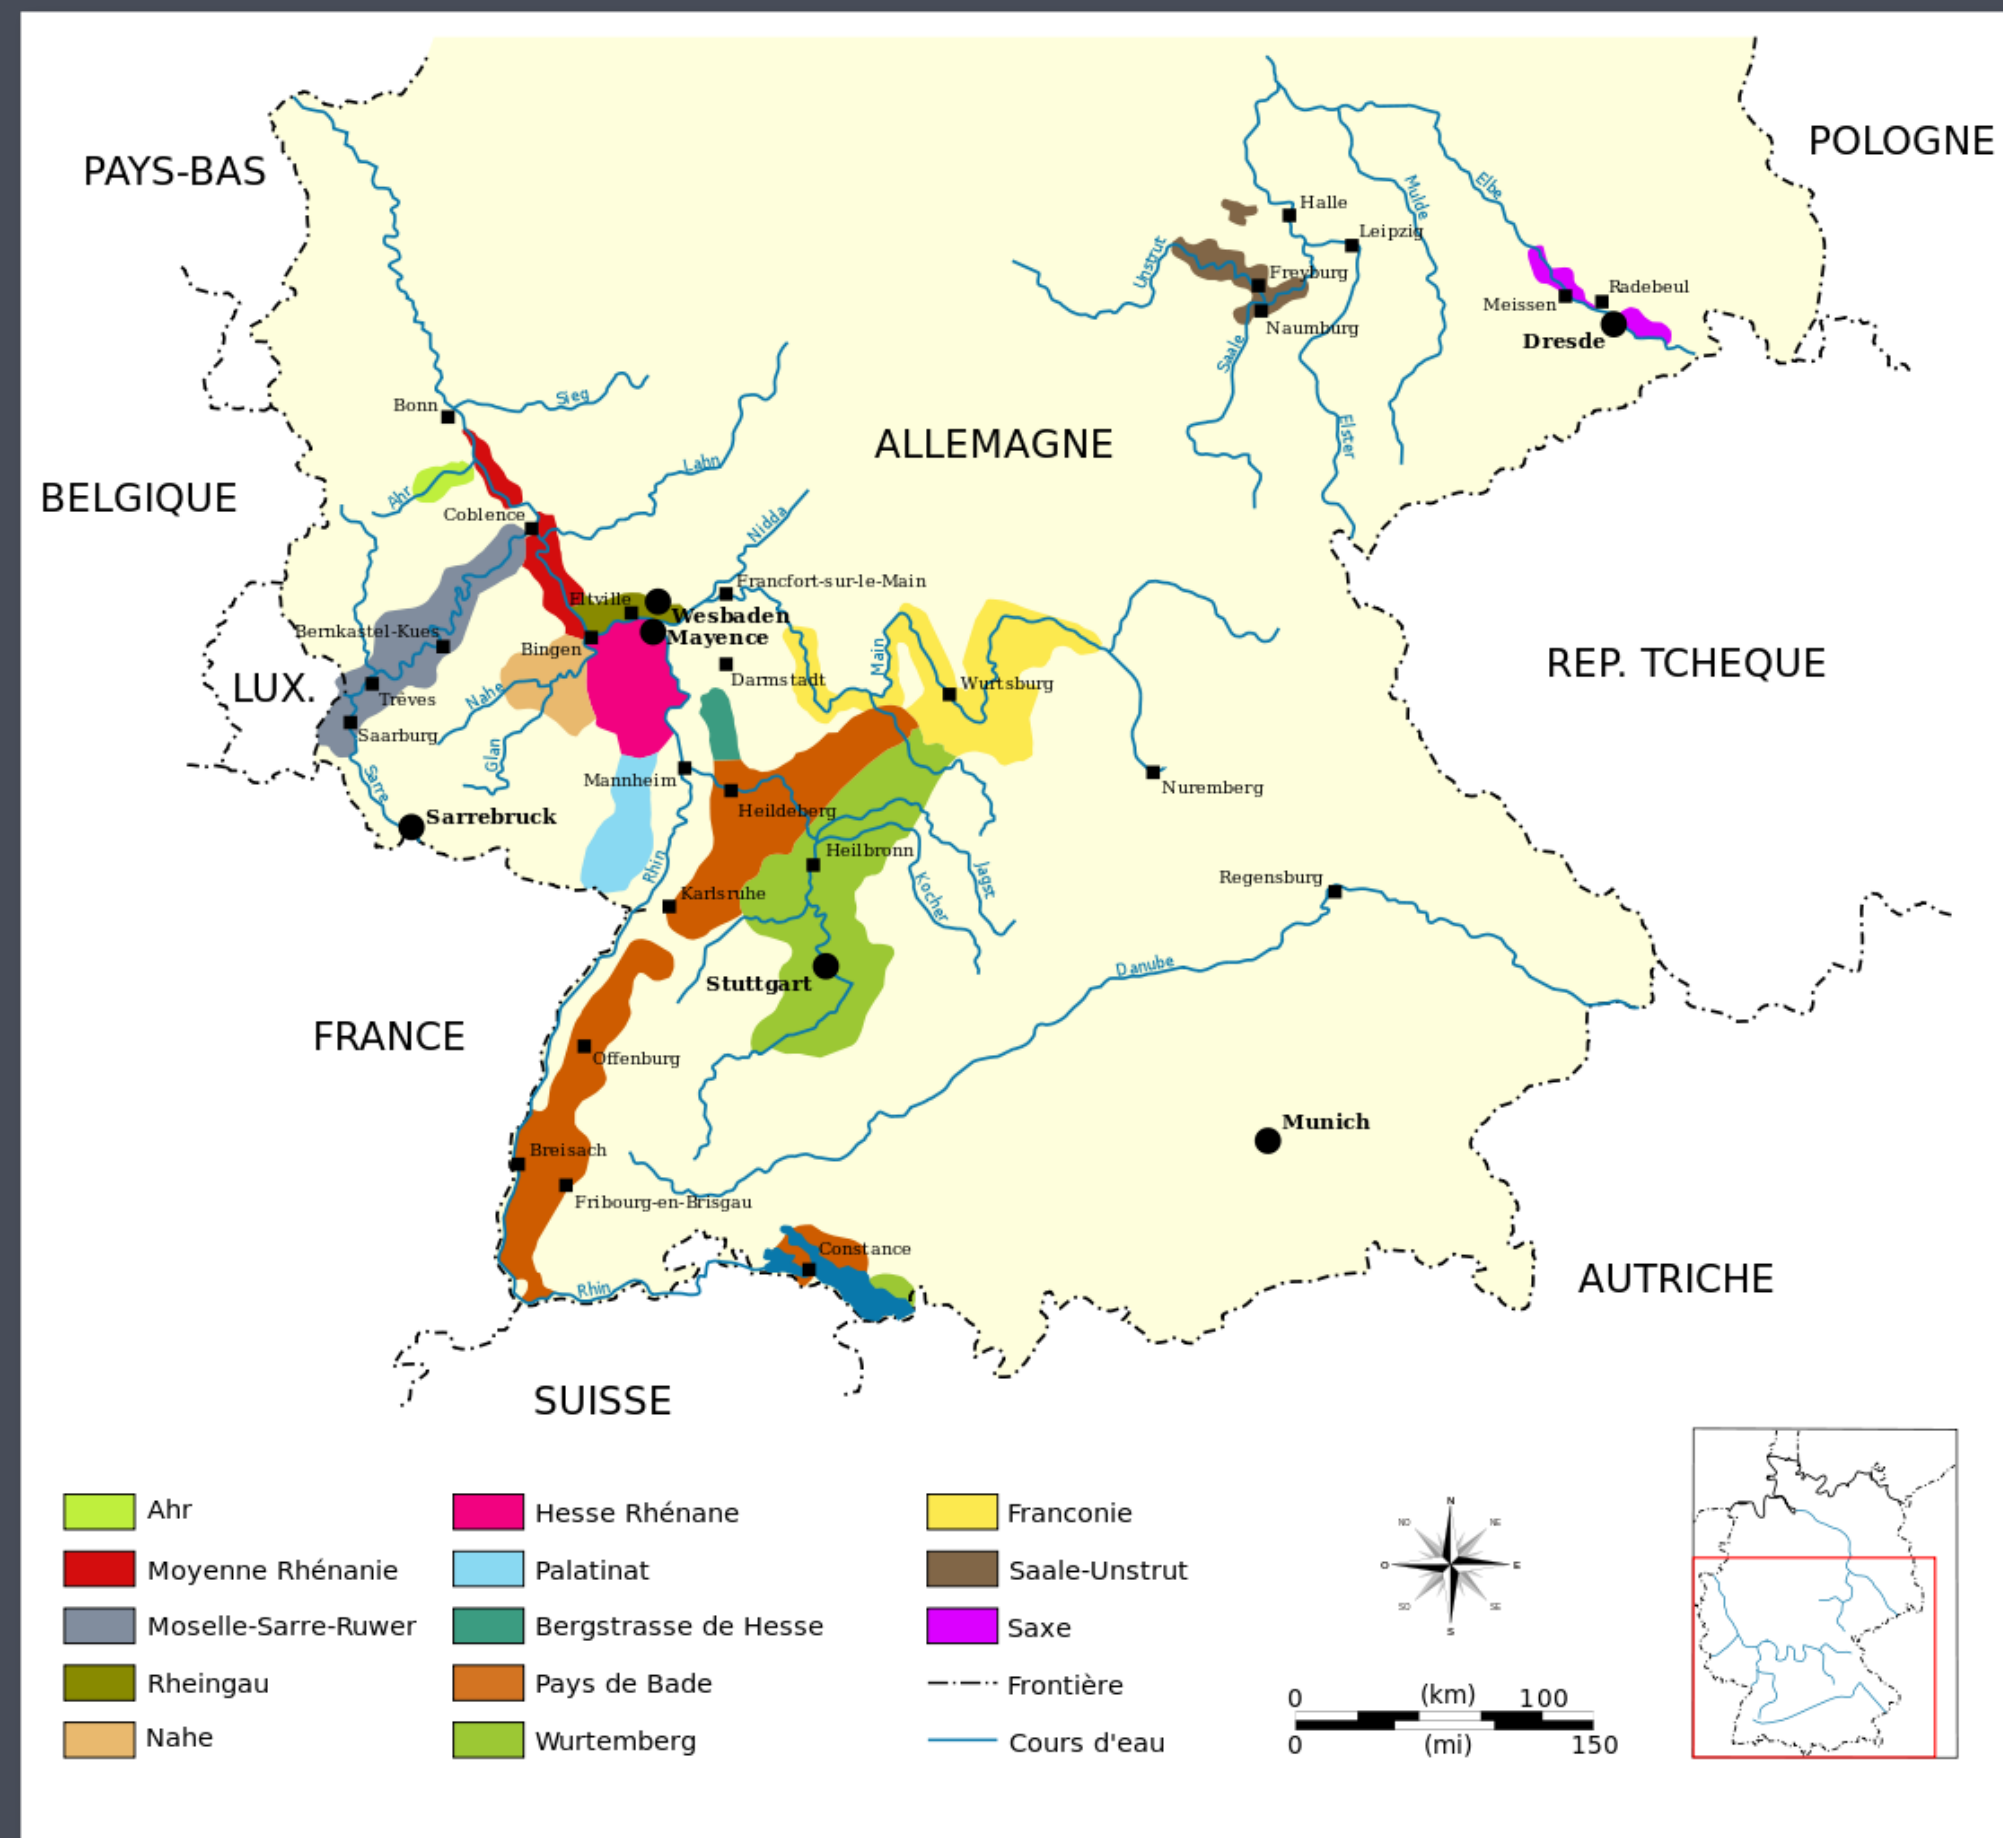 PAYS-BAS
POLOGNE
Elbe
Mulde
Halle
Leipzig
Unstrut
Freyburg
Radebeul
Meissen
Naumburg
Dresde
Saale
Bonn
Sieg
Elster
ALLEMAGNE
Lahn
BELGIQUE
Ahr
Coblence
Nidda
Francfort-sur-le-Main
Eltville
Wesbaden
Mayence
Bernkastel-Kues
Bingen
Main
REP. TCHEQUE
Darmstadt
Wurtsburg
LUX.
Trèves
Nahe
Saarburg
Glan
Mannheim
Sarre
Nuremberg
Heildeberg
Sarrebruck
Heilbronn
Rhin
Jagst
Regensburg
Karlsruhe
Kocher
Danube
Stuttgart
FRANCE
Offenburg
Munich
Breisach
Fribourg-en-Brisgau
Constance
AUTRICHE
Rhin
SUISSE
Ahr
Moyenne Rhénanie
Moselle-Sarre-Ruwer
Rheingau
Nahe
Hesse Rhénane
Palatinat
Bergstrasse de Hesse
Pays de Bade
Wurtemberg
Franconie
Saale-Unstrut
Saxe
Frontière
Cours d'eau
N
NO
NE
O
E
SO
SE
S
0 (km) 100
0 (mi) 150